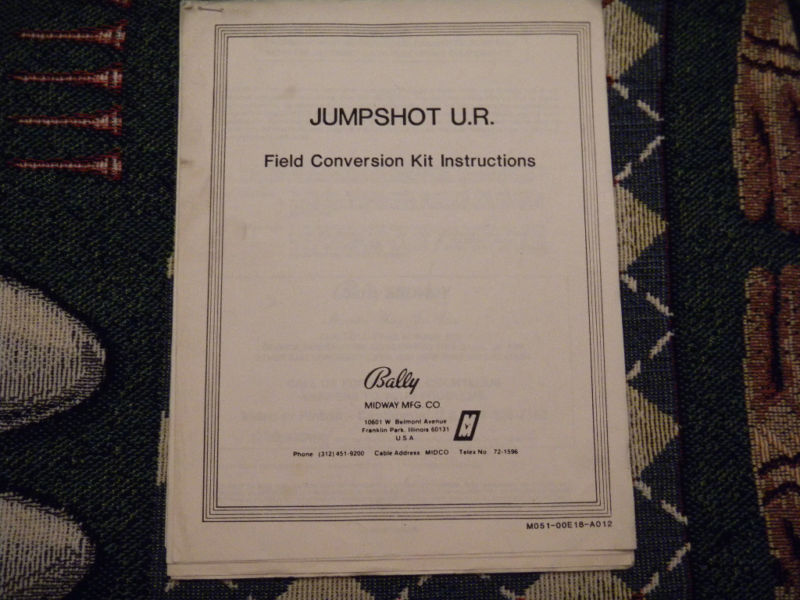 JUMPSHOT U.R.
Field Conversion Kit Instructions
Bally
MIDWAY MFG. CO.
10601 W. Belmont Avenue
Franklin Park, Illinois 60131
U.S.A.
Phone (312) 451-9200 Cable Address MIDCO Telex No 72-1596
M051-00E18-A012